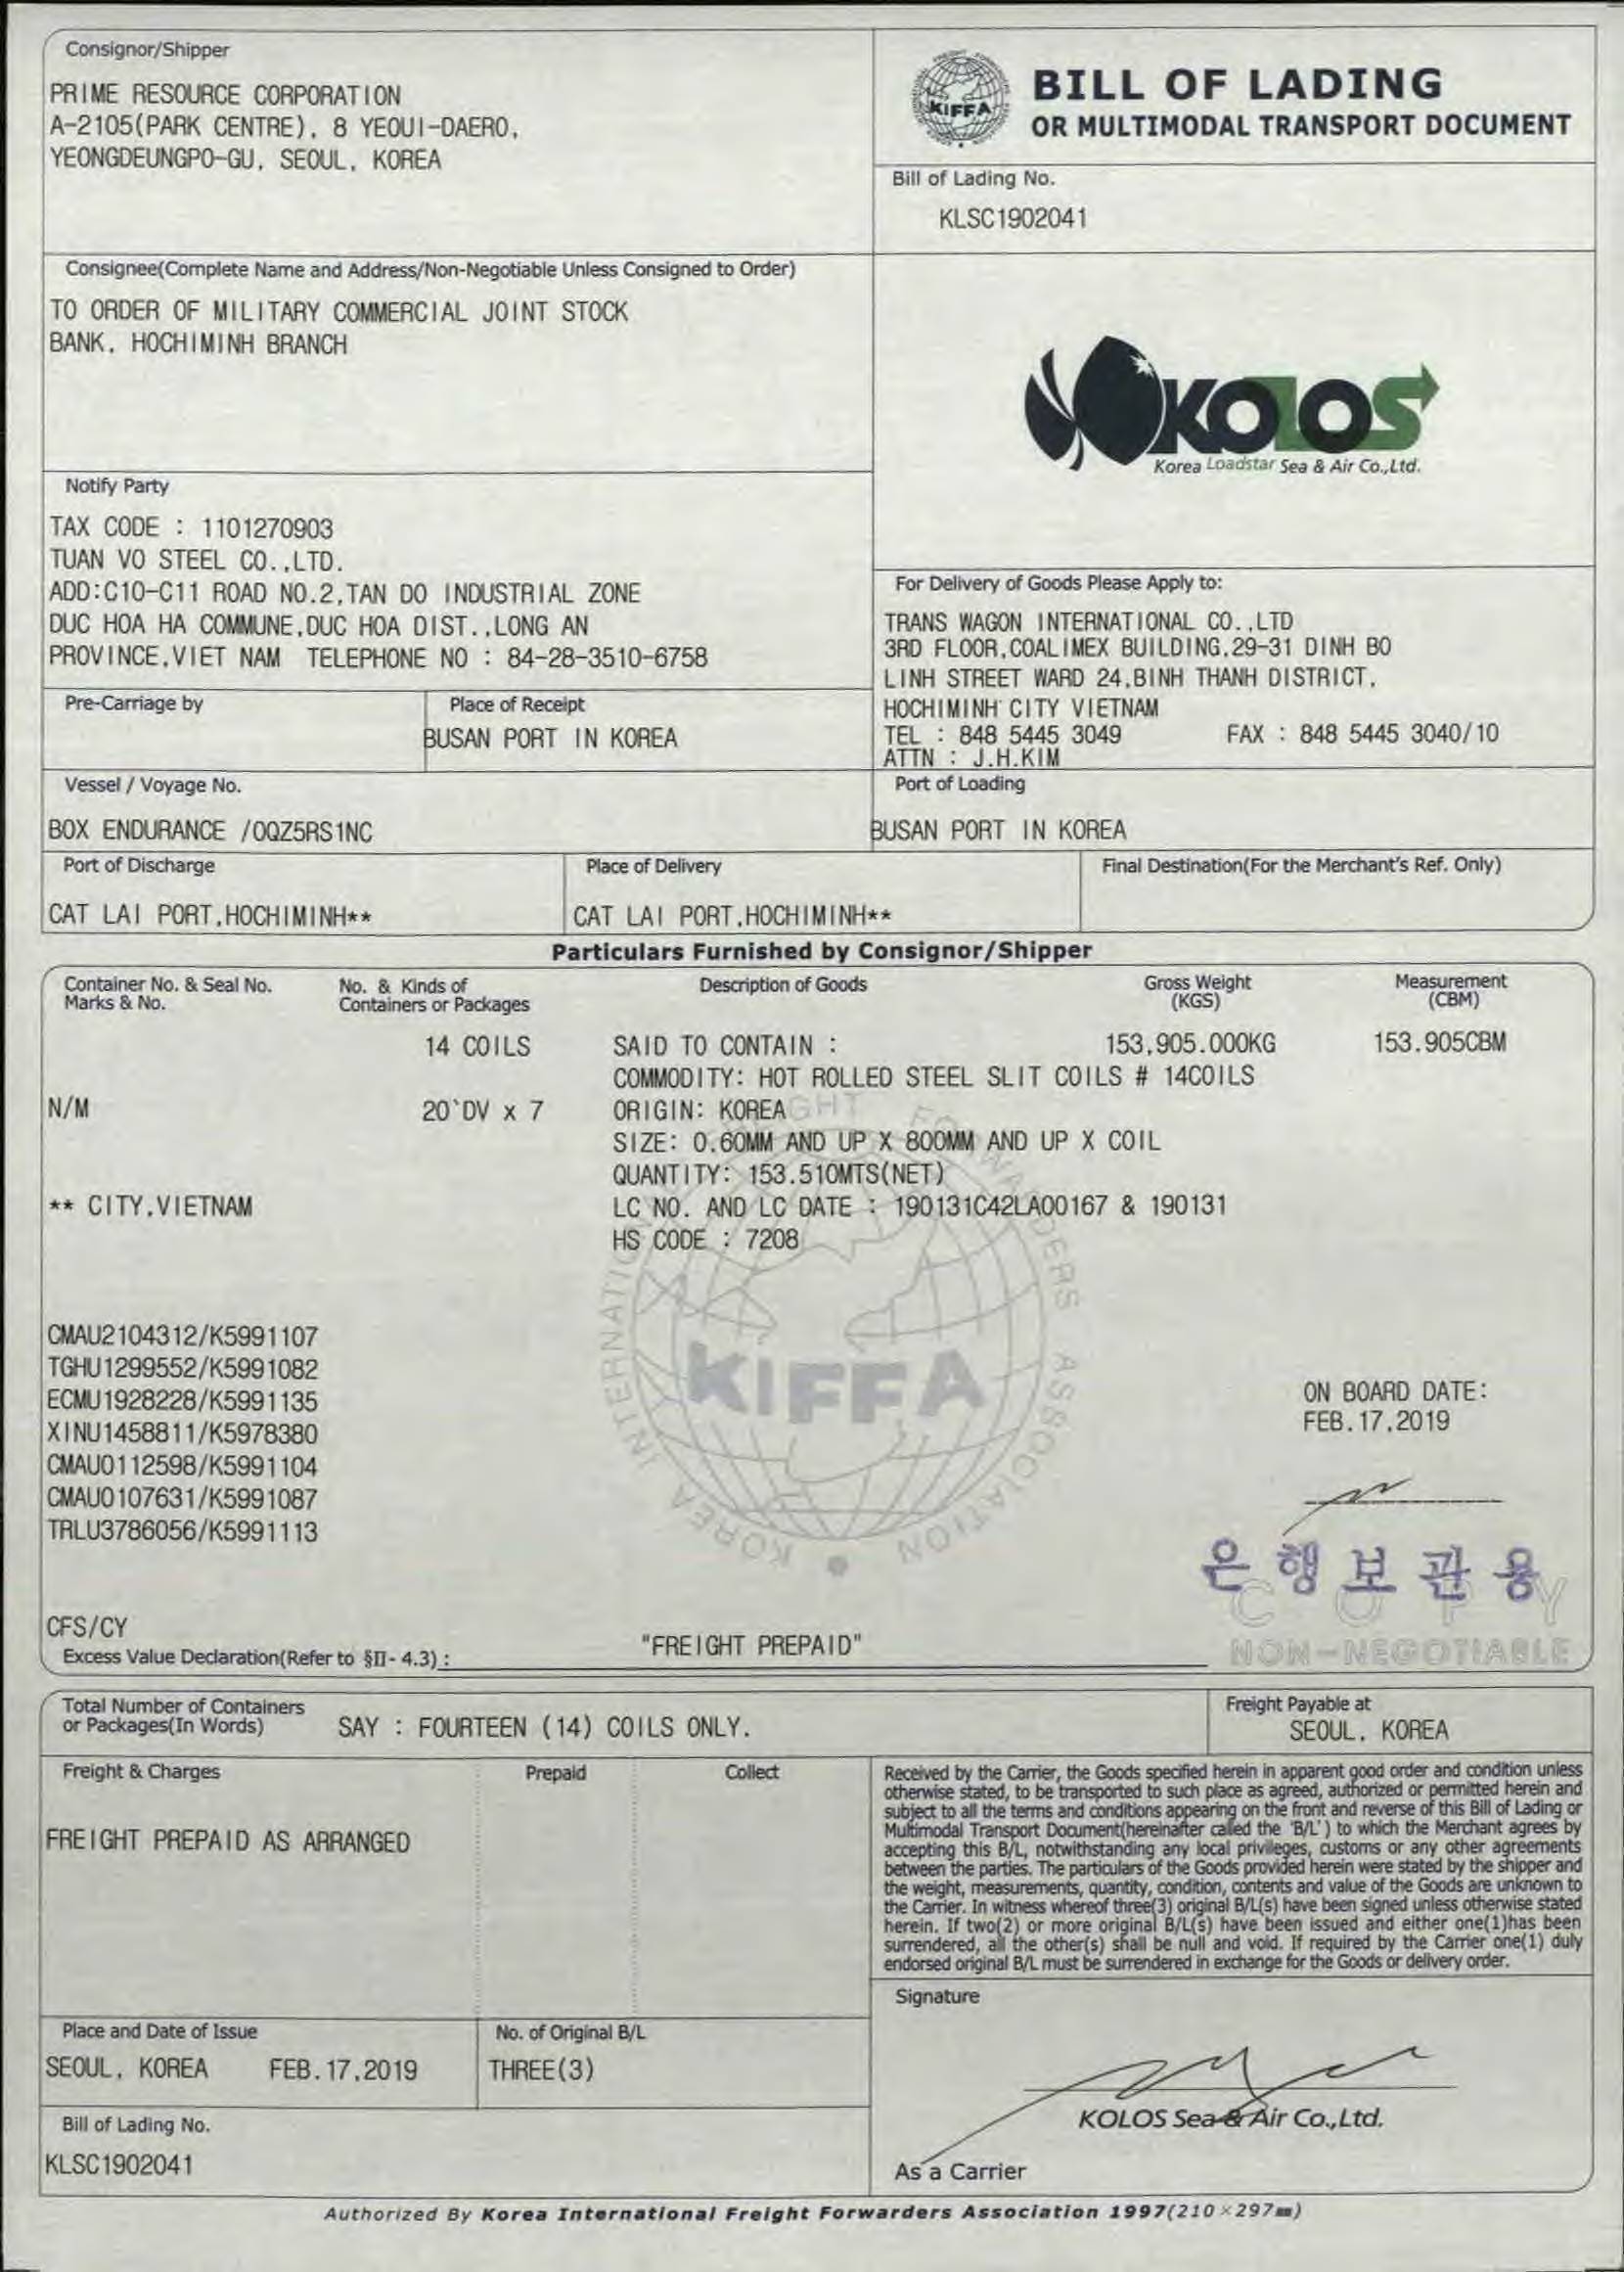 Consignor/Shipper
PRIME RESOURCE CORPORATION
A-2105(PARK CENTRE), 8 YEOUI-DAERO,
YEONGDEUNGPO-GU, SEOUL, KOREA
KIFFA
BILL OF LADING
OR MULTIMODAL TRANSPORT DOCUMENT
Bill of Lading No.
KLSC1902041
Consignee(Complete Name and Address/Non-Negotiable Unless Consigned to Order)
TO ORDER OF MILITARY COMMERCIAL JOINT STOCK
BANK, HOCHIMINH BRANCH
KOLOS
Korea Loadstar Sea & Air Co.,Ltd.
Notify Party
TAX CODE : 1101270903
TUAN VO STEEL CO.,LTD.
ADD:C10-C11 ROAD NO.2,TAN DO INDUSTRIAL ZONE
DUC HOA HA COMMUNE,DUC HOA DIST.,LONG AN
PROVINCE,VIET NAM TELEPHONE NO : 84-28-3510-6758
For Delivery of Goods Please Apply to:
TRANS WAGON INTERNATIONAL CO.,LTD
3RD FLOOR,COALIMEX BUILDING,29-31 DINH BO
LINH STREET WARD 24,BINH THANH DISTRICT,
HOCHIMINH CITY VIETNAM
TEL : 848 5445 3049 FAX : 848 5445 3040/10
ATTN : J.H.KIM
Pre-Carriage by
Place of Receipt
BUSAN PORT IN KOREA
Vessel / Voyage No.
BOX ENDURANCE /0QZ5RS1NC
Port of Loading
BUSAN PORT IN KOREA
Port of Discharge
CAT LAI PORT,HOCHIMINH**
Place of Delivery
CAT LAI PORT,HOCHIMINH**
Final Destination(For the Merchant's Ref. Only)
Particulars Furnished by Consignor/Shipper
Container No. & Seal No.
Marks & No.
No. & Kinds of
Containers or Packages
Description of Goods
Gross Weight
(KGS)
Measurement
(CBM)
14 COILS SAID TO CONTAIN : 153,905.000KG 153.905CBM
COMMODITY: HOT ROLLED STEEL SLIT COILS # 14COILS
N/M 20`DV x 7 ORIGIN: KOREA
SIZE: 0.60MM AND UP X 800MM AND UP X COIL
QUANTITY: 153.510MTS(NET)
** CITY,VIETNAM LC NO. AND LC DATE : 190131C42LA00167 & 190131
HS CODE : 7208
KOREA INTERNATIONAL FREIGHT FORWARDERS ASSOCIATION
KIFFA
CMAU2104312/K5991107
TGHU1299552/K5991082
ECMU1928228/K5991135
XINU1458811/K5978380
CMAU0112598/K5991104
CMAU0107631/K5991087
TRLU3786056/K5991113
ON BOARD DATE:
FEB.17,2019
은행보관용
COPY
NON-NEGOTIABLE
CFS/CY
"FREIGHT PREPAID"
Excess Value Declaration(Refer to §II- 4.3) :
Total Number of Containers
or Packages(In Words)
SAY : FOURTEEN (14) COILS ONLY.
Freight Payable at
SEOUL, KOREA
Freight & Charges
Prepaid
Collect
FREIGHT PREPAID AS ARRANGED
Received by the Carrier, the Goods specified herein in apparent good order and condition unless
otherwise stated, to be transported to such place as agreed, authorized or permitted herein and
subject to all the terms and conditions appearing on the front and reverse of this Bill of Lading or
Multimodal Transport Document(hereinafter called the 'B/L') to which the Merchant agrees by
accepting this B/L, notwithstanding any local privileges, customs or any other agreements
between the parties. The particulars of the Goods provided herein were stated by the shipper and
the weight, measurements, quantity, condition, contents and value of the Goods are unknown to
the Carrier. In witness whereof three(3) original B/L(s) have been signed unless otherwise stated
herein. If two(2) or more original B/L(s) have been issued and either one(1)has been
surrendered, all the other(s) shall be null and void. If required by the Carrier one(1) duly
endorsed original B/L must be surrendered in exchange for the Goods or delivery order.
Place and Date of Issue
SEOUL, KOREA FEB.17,2019
No. of Original B/L
THREE(3)
Bill of Lading No.
KLSC1902041
Signature
KOLOS Sea & Air Co.,Ltd.
As a Carrier
Authorized By Korea International Freight Forwarders Association 1997(210×297㎜)